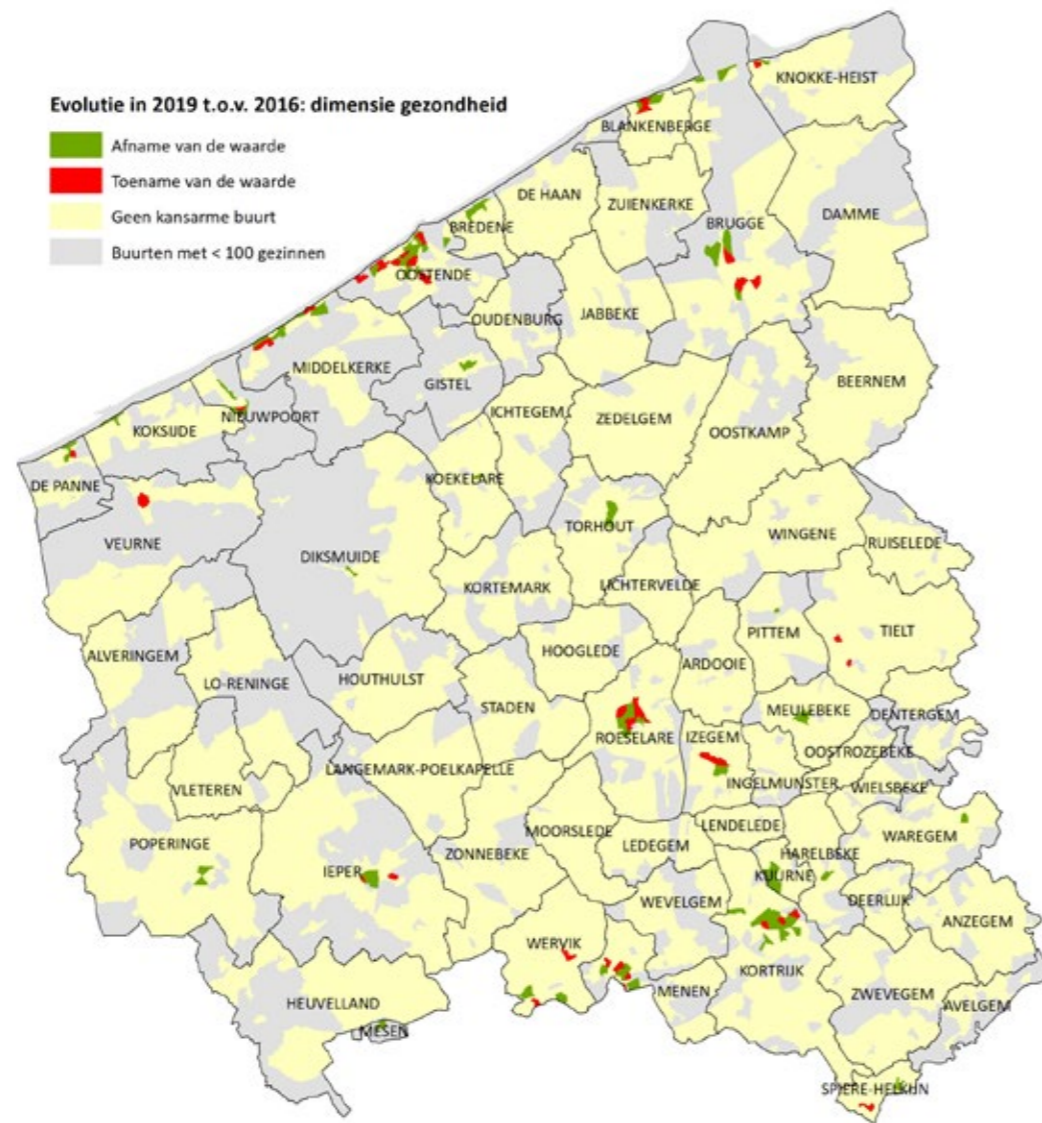 Evolutie in 2019 t.o.v. 2016: dimensie gezondheid
Afname van de waarde
Toename van de waarde
Geen kansarme buurt
Buurten met < 100 gezinnen
KNOKKE-HEIST
BLANKENBERGE
DE HAAN
ZUIENKERKE
BRUGGE
DAMME
BREDENE
OOSTENDE
OUDENBURG
JABBEKE
MIDDELKERKE
GISTEL
BEERNEM
NIEUWPOORT
ICHTEGEM
ZEDELGEM
OOSTKAMP
KOKSIJDE
DE PANNE
KOEKELARE
TORHOUT
WINGENE
VEURNE
RUISELEDE
DIKSMUIDE
KORTEMARK
LICHTERVELDE
PITTEM
TIELT
ALVERINGEM
HOOGLEDE
ARDOOIE
LO-RENINGE
HOUTHULST
STADEN
MEULEBEKE
DENTERGEM
ROESELARE
IZEGEM
OOSTROZEBEKE
LANGEMARK-POELKAPELLE
INGELMUNSTER
WIELSBEKE
VLETEREN
MOORSLEDE
LENDELEDE
WAREGEM
POPERINGE
LEDEGEM
HARELBEKE
ZONNEBEKE
IEPER
KUURNE
WEVELGEM
DEERLIJK
ANZEGEM
WERVIK
KORTRIJK
MENEN
ZWEVEGEM
HEUVELLAND
AVELGEM
MESEN
SPIERE-HELKIJN